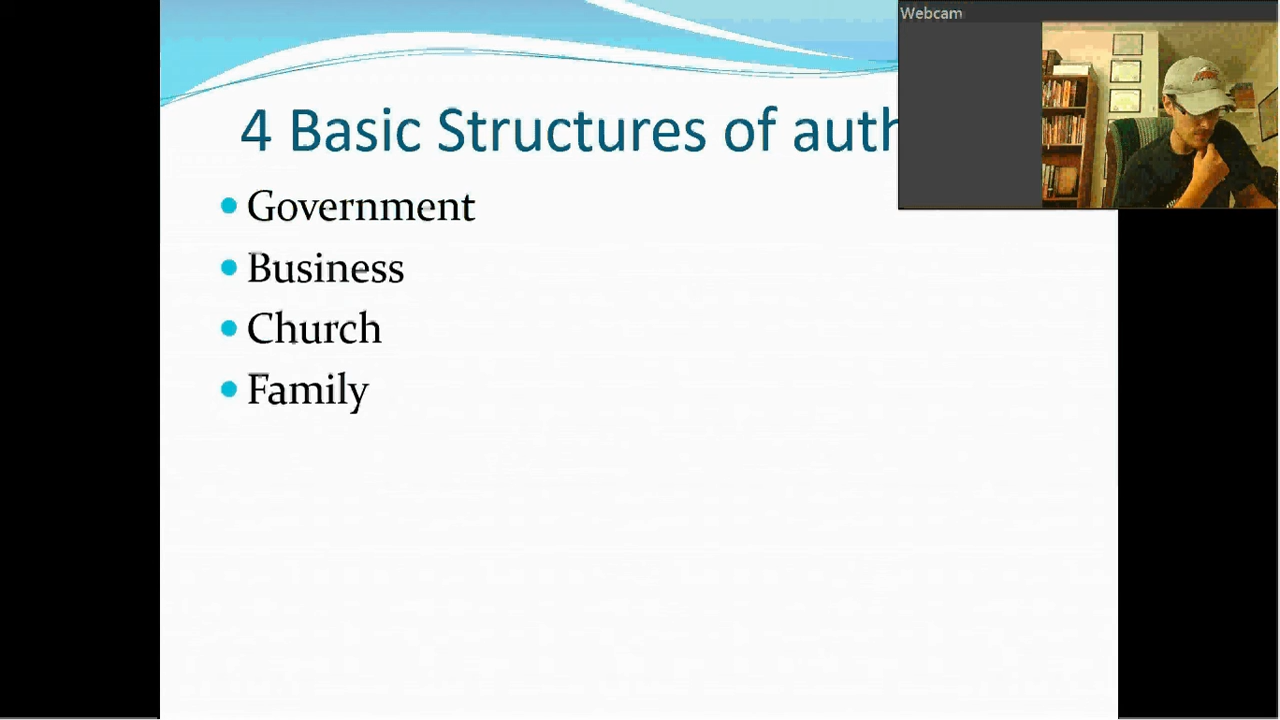 Webcam
4 Basic Structures of auth
Government
Business
Church
Family